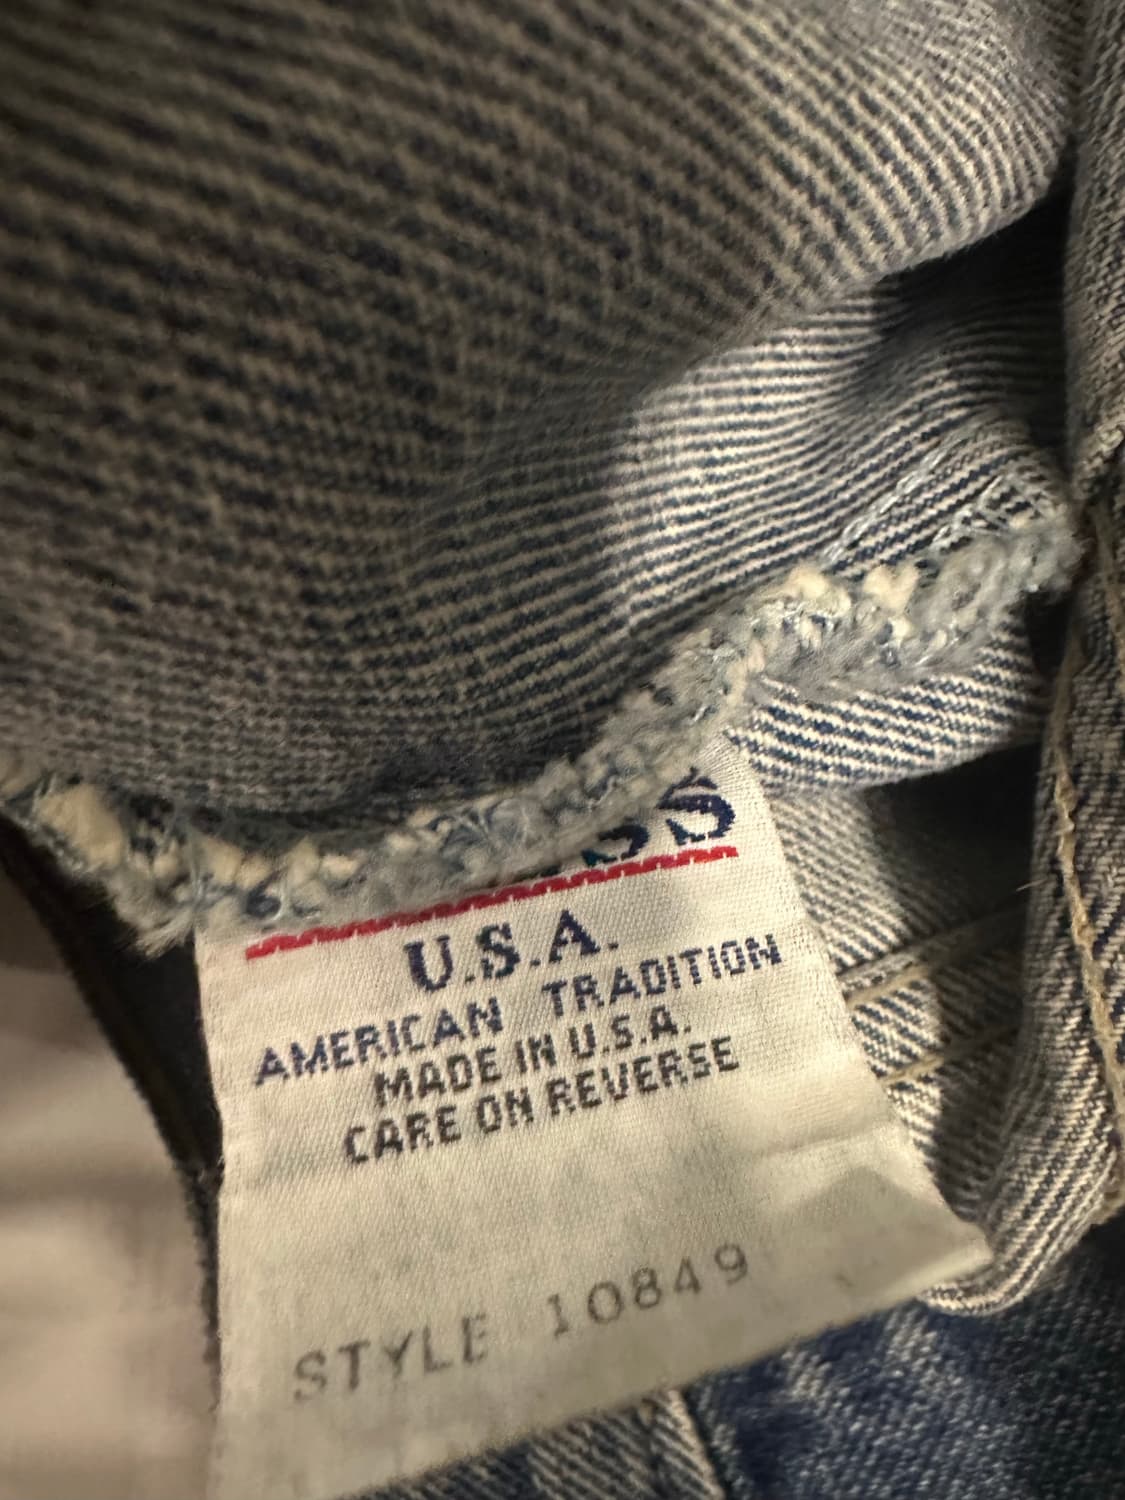 U.S.A.
AMERICAN TRADITION
MADE IN U.S.A.
CARE ON REVERSE
STYLE 10849